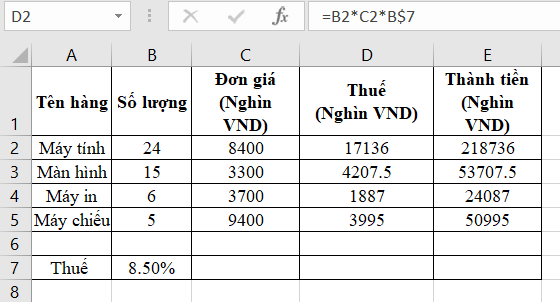 D2 fx =B2*C2*B$7
A B C D E
1 Tên hàng Số lượng Đơn giá (Nghìn VND) Thuế (Nghìn VND) Thành tiền (Nghìn VND)
2 Máy tính 24 8400 17136 218736
3 Màn hình 15 3300 4207.5 53707.5
4 Máy in 6 3700 1887 24087
5 Máy chiếu 5 9400 3995 50995
6
7 Thuế 8.50%
8